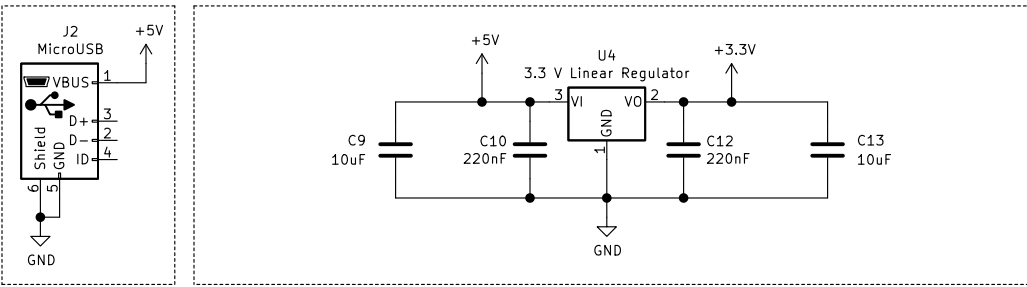 J2
MicroUSB
+5V
VBUS 1
D+ 3
D- 2
ID 4
Shield
GND
6
5
GND
+5V
U4
3.3 V Linear Regulator
+3.3V
3 VI
VO 2
GND
1
C9
10uF
C10
220nF
C12
220nF
C13
10uF
GND